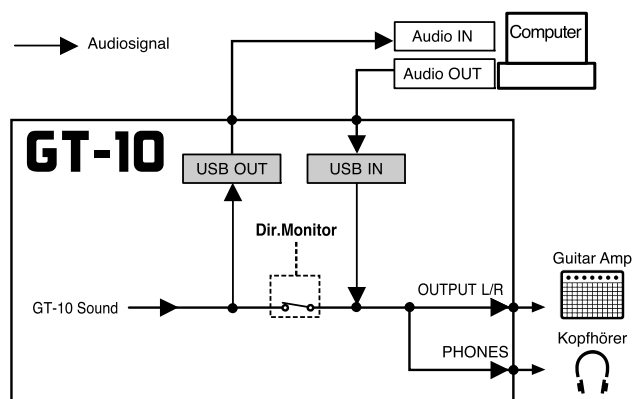 Audiosignal
Audio IN
Computer
Audio OUT
GT-10
USB OUT
USB IN
Dir.Monitor
Guitar Amp
GT-10 Sound
OUTPUT L/R
Kopfhörer
PHONES